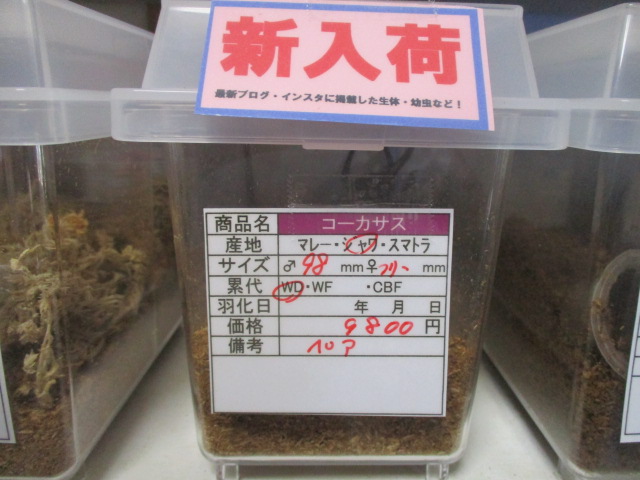 新入荷
最新ブログ・インスタに掲載した生体・幼虫など！
商品名 コーカサス
産地 マレー・ジャワ・スマトラ
サイズ ♂98 mm♀フリー mm
累代 WD・WF ・CBF
羽化日 年 月 日
価格 9800円
備考 ペア